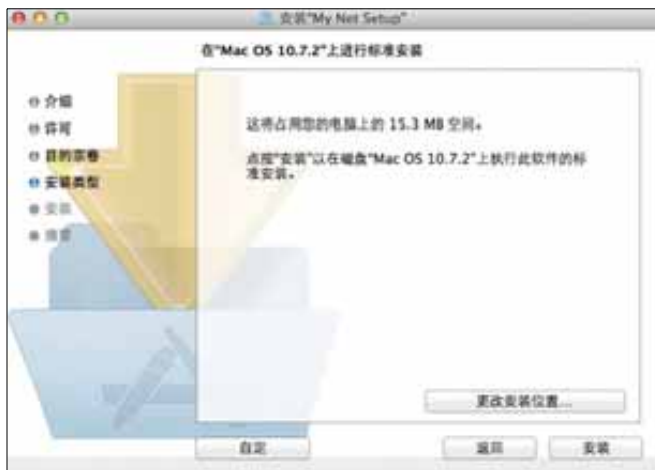 安装"My Net Setup"
在"Mac OS 10.7.2"上进行标准安装
介绍
许可
目的宗卷
安装类型
安装
摘要
这将占用您的电脑上的 15.3 MB 空间。
点按"安装"以在磁盘"Mac OS 10.7.2"上执行此软件的标
准安装。
更改安装位置...
自定
返回
安装